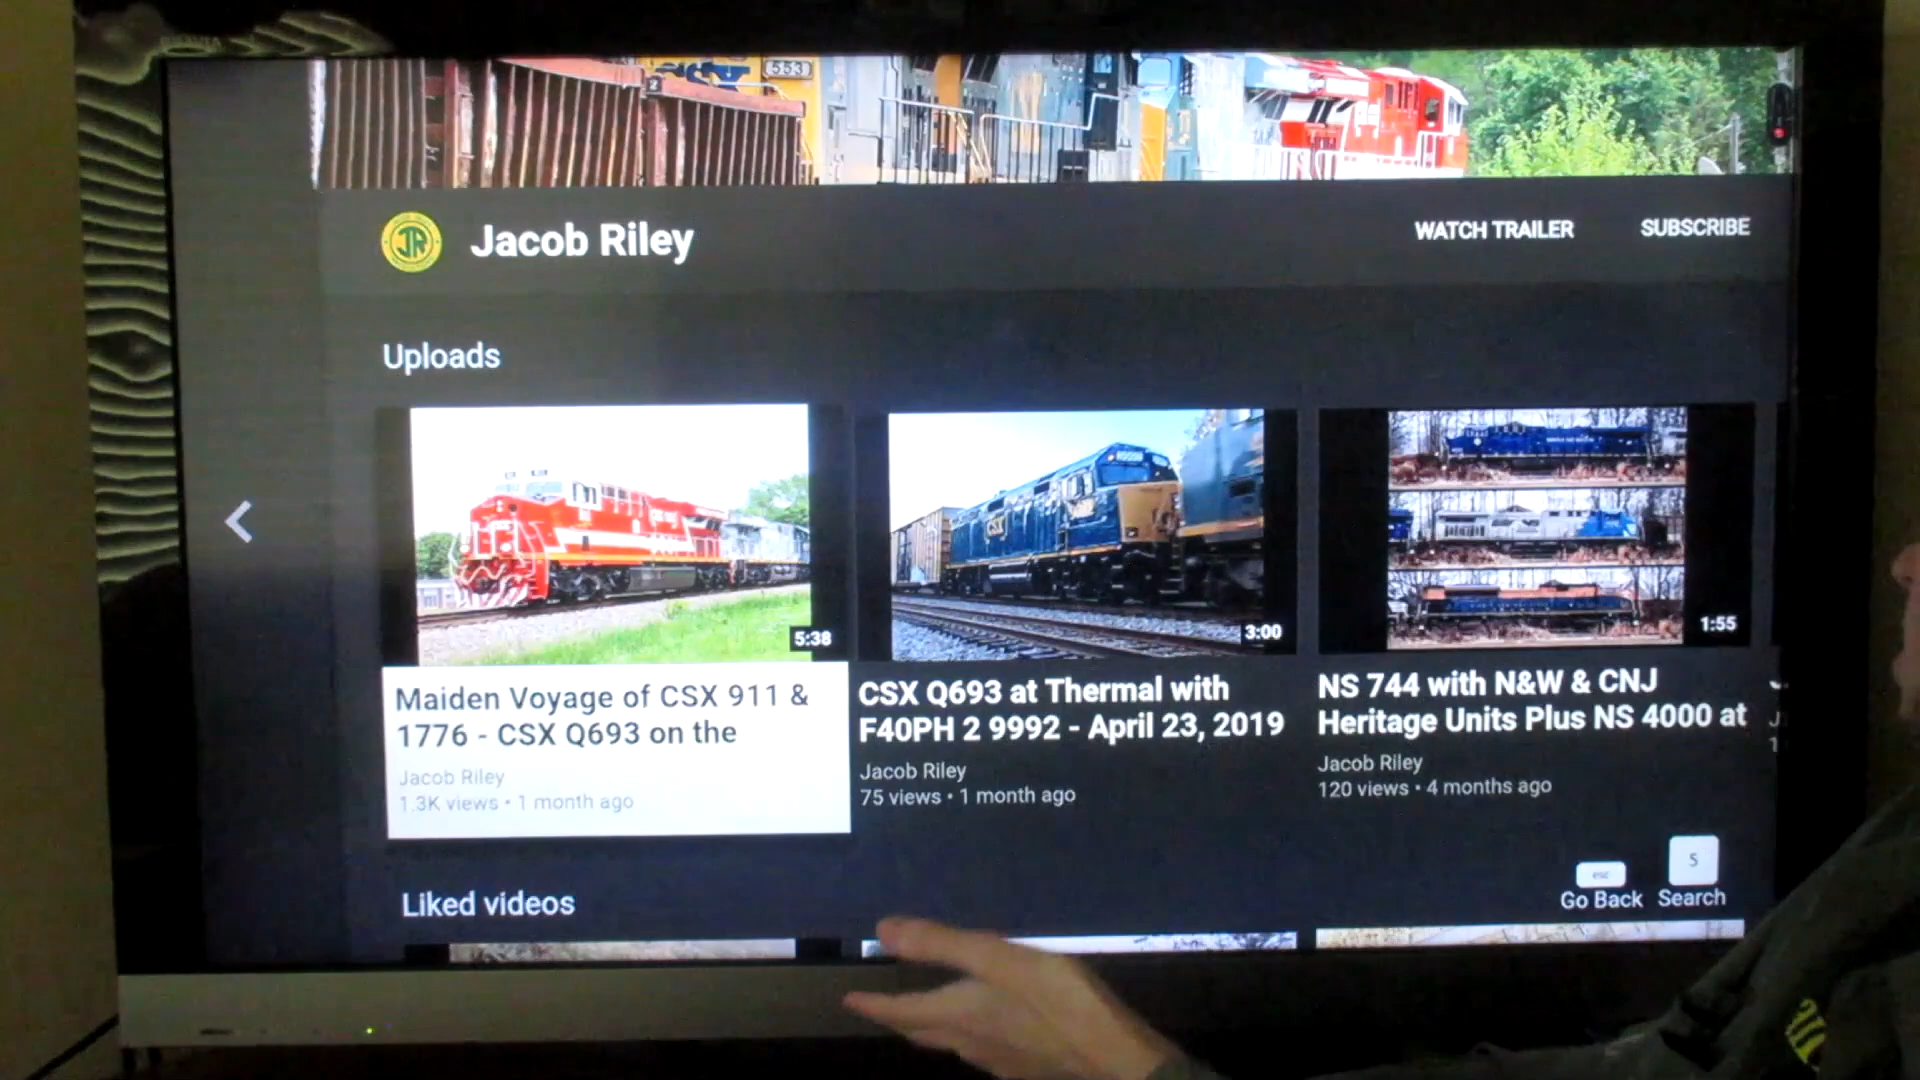 553
2
JR
Jacob Riley
WATCH TRAILER
SUBSCRIBE
Uploads
CSX
5:38
3:00
1:55
Maiden Voyage of CSX 911 &
1776 - CSX Q693 on the
Jacob Riley
1.3K views • 1 month ago
CSX Q693 at Thermal with
F40PH 2 9992 - April 23, 2019
Jacob Riley
75 views • 1 month ago
NS 744 with N&W & CNJ
Heritage Units Plus NS 4000 at
Jacob Riley
120 views • 4 months ago
esc
Go Back
S
Search
Liked videos